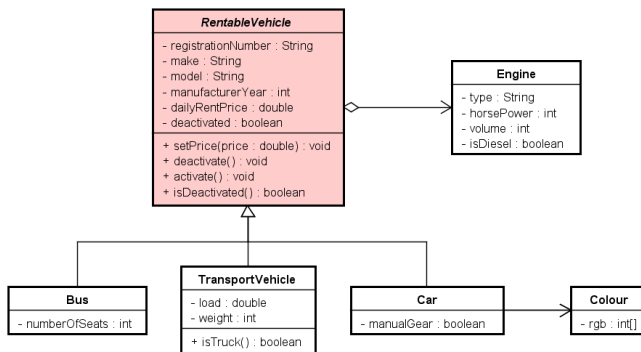 RentableVehicle
- registrationNumber : String
- make : String
- model : String
- manufacturerYear : int
- dailyRentPrice : double
- deactivated : boolean
+ setPrice(price : double) : void
+ deactivate() : void
+ activate() : void
+ isDeactivated() : boolean
Engine
- type : String
- horsePower : int
- volume : int
- isDiesel : boolean
Bus
- numberOfSeats : int
TransportVehicle
- load : double
- weight : int
+ isTruck() : boolean
Car
- manualGear : boolean
Colour
- rgb : int[]